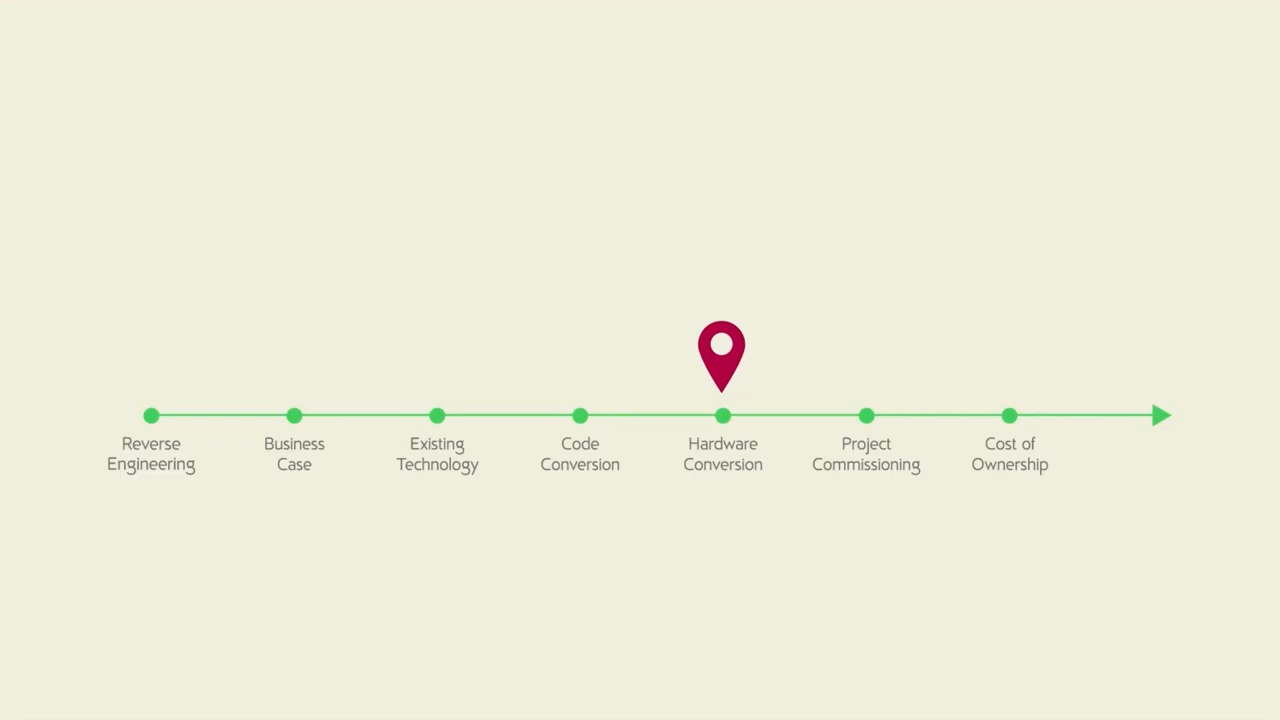 Reverse
Engineering
Business
Case
Existing
Technology
Code
Conversion
Hardware
Conversion
Project
Commissioning
Cost of
Ownership